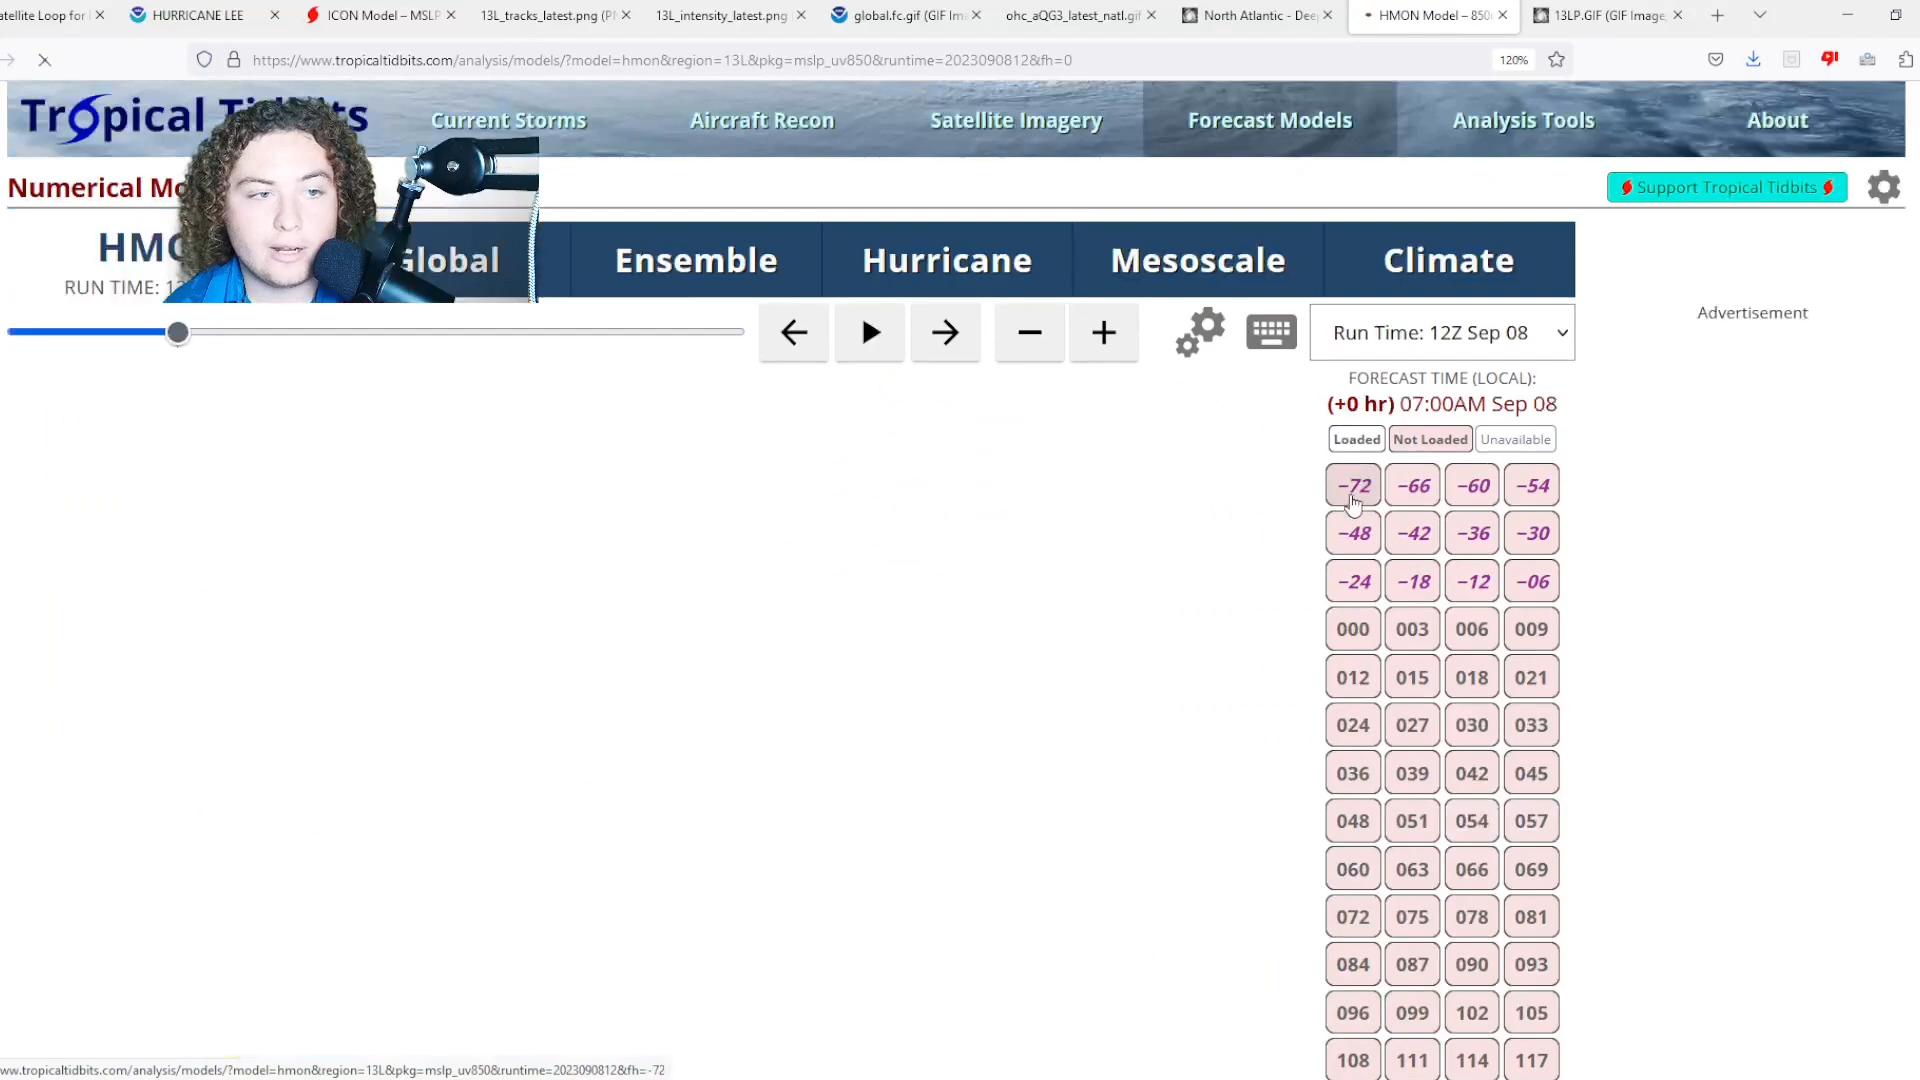 atellite Loop for
HURRICANE LEE
ICON Model – MSLP
13L_tracks_latest.png (P
13L_intensity_latest.png
global.fc.gif (GIF Im
ohc_aQG3_latest_natl.gif
North Atlantic - Dee
HMON Model – 850
13LP.GIF (GIF Image,
https://www.tropicaltidbits.com/analysis/models/?model=hmon&region=13L&pkg=mslp_uv850&runtime=2023090812&fh=0
120%
Tropical T ts
Current Storms
Aircraft Recon
Satellite Imagery
Forecast Models
Analysis Tools
About
Numerical Mo
Support Tropical Tidbits
HMO
RUN TIME: 1
Global
Ensemble
Hurricane
Mesoscale
Climate
Run Time: 12Z Sep 08
Advertisement
FORECAST TIME (LOCAL):
(+0 hr) 07:00AM Sep 08
Loaded Not Loaded Unavailable
−72 −66 −60 −54
−48 −42 −36 −30
−24 −18 −12 −06
000 003 006 009
012 015 018 021
024 027 030 033
036 039 042 045
048 051 054 057
060 063 066 069
072 075 078 081
084 087 090 093
096 099 102 105
108 111 114 117
www.tropicaltidbits.com/analysis/models/?model=hmon&region=13L&pkg=mslp_uv850&runtime=2023090812&fh=-72